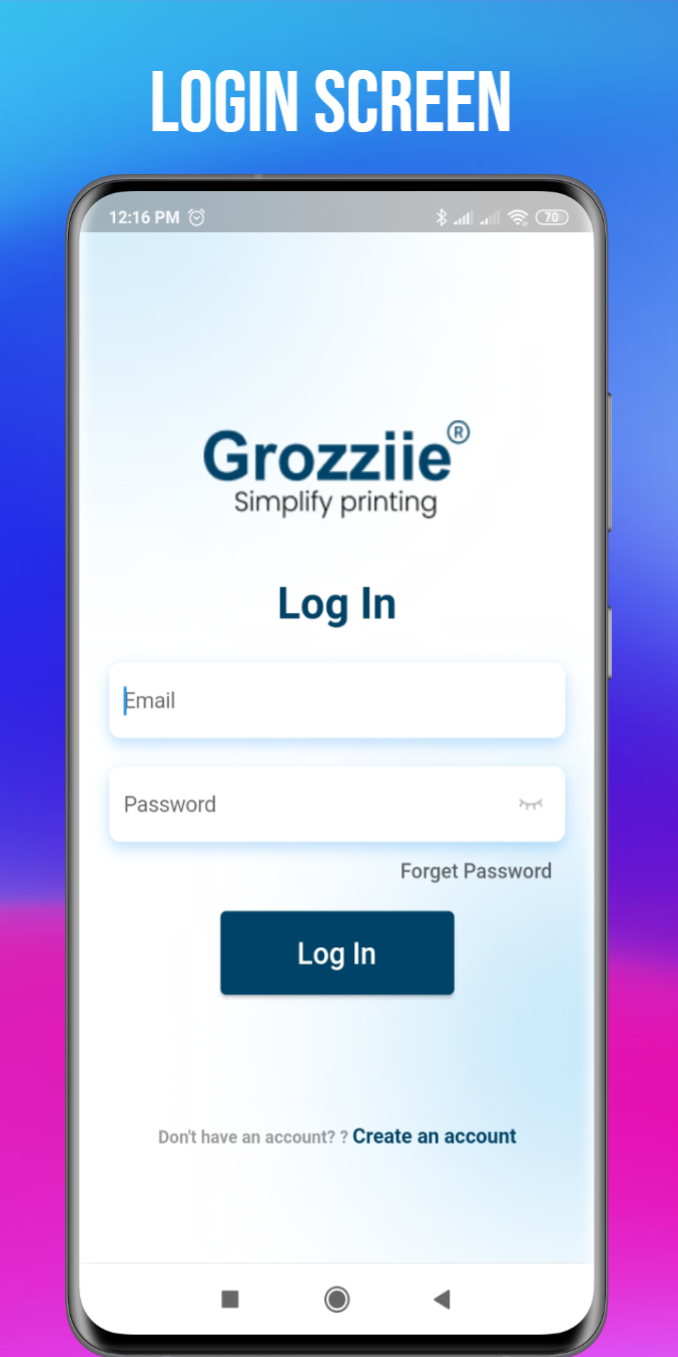 LOGIN SCREEN
12:16 PM 70
Grozziie®
Simplify printing
Log In
Email
Password
Forget Password
Log In
Don't have an account? ? Create an account